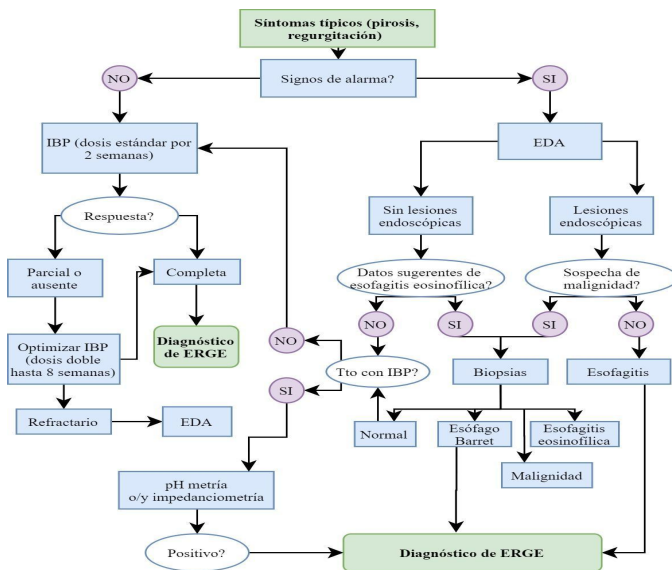 Síntomas típicos (pirosis,
regurgitación)
NO
Signos de alarma?
SI
IBP (dosis estándar por
2 semanas)
EDA
Respuesta?
Sin lesiones
endoscópicas
Lesiones
endoscópicas
Parcial o
ausente
Completa
Datos sugerentes de
esofagitis eosinofílica?
Sospecha de
malignidad?
NO
SI
SI
NO
Optimizar IBP
(dosis doble
hasta 8 semanas)
Diagnóstico
de ERGE
NO
SI
Tto con IBP?
Biopsias
Esofagitis
Refractario
EDA
Normal
Esófago
Barret
Esofagitis
eosinofílica
Malignidad
pH metría
o/y impedanciometría
Positivo?
Diagnóstico de ERGE